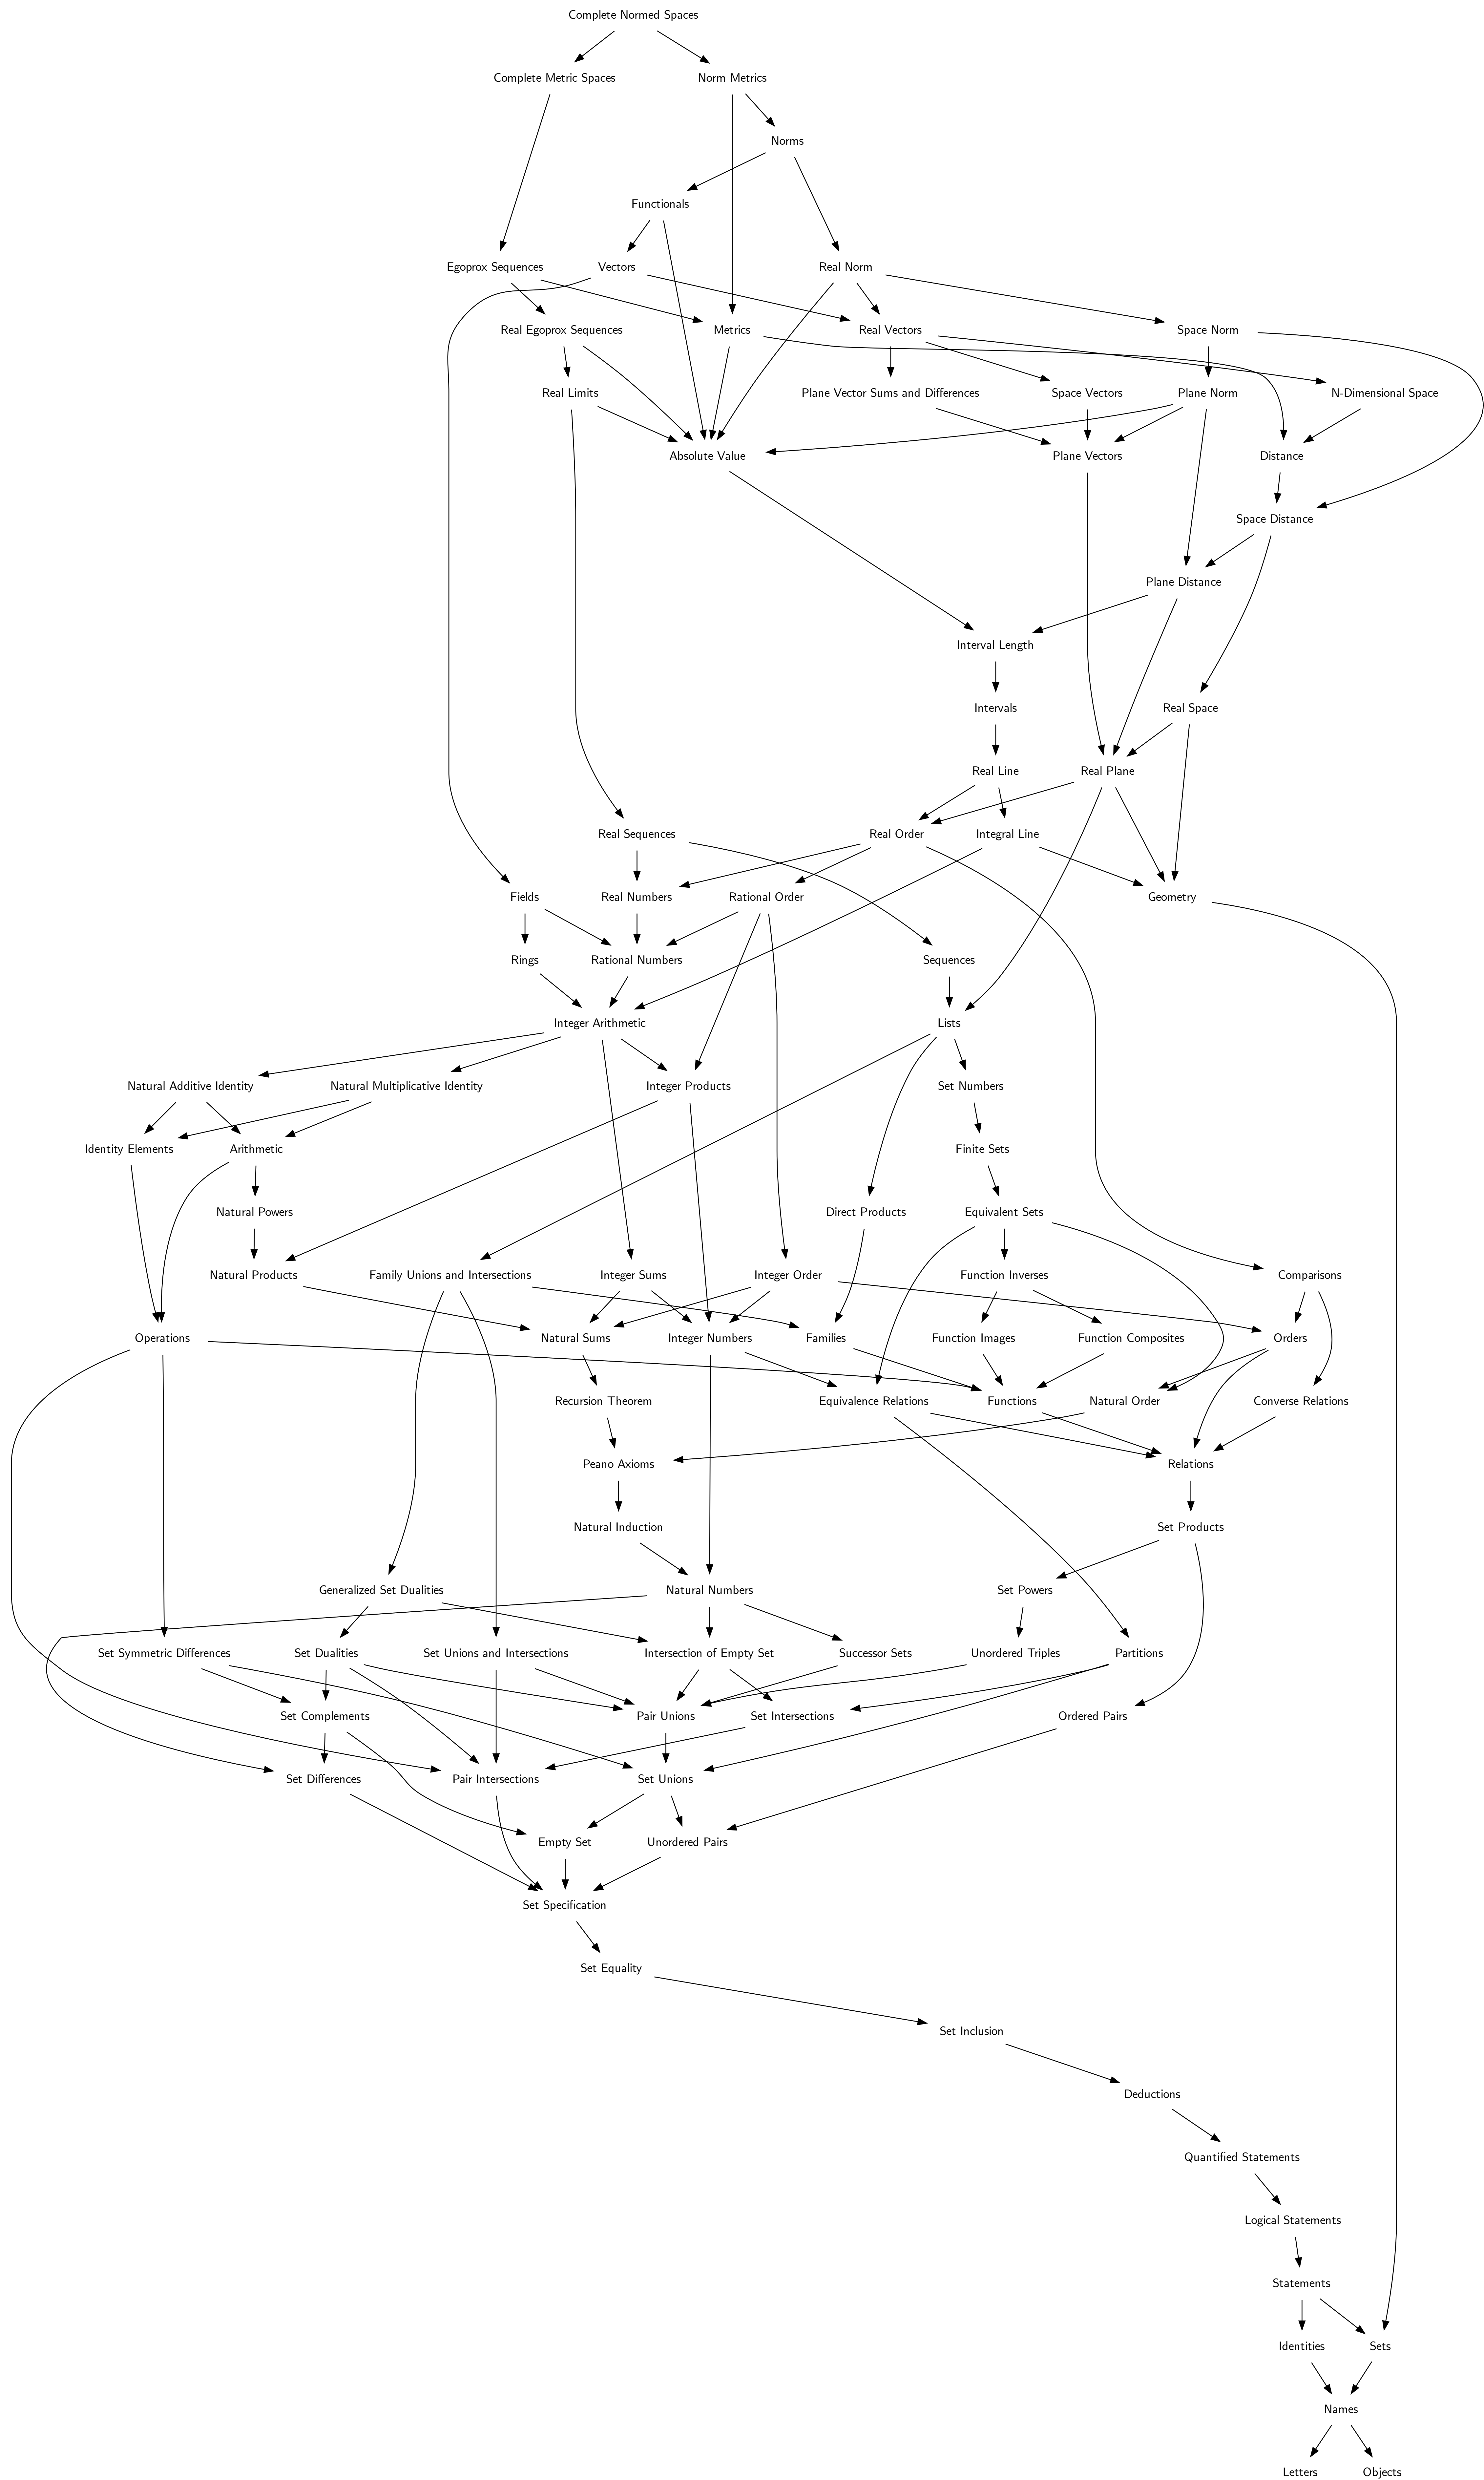 Complete Normed Spaces
Complete Metric Spaces
Norm Metrics
Norms
Functionals
Egoprox Sequences
Vectors
Real Norm
Real Egoprox Sequences
Metrics
Real Vectors
Space Norm
Real Limits
Plane Vector Sums and Differences
Space Vectors
Plane Norm
N-Dimensional Space
Absolute Value
Plane Vectors
Distance
Space Distance
Plane Distance
Interval Length
Intervals
Real Space
Real Line
Real Plane
Real Sequences
Real Order
Integral Line
Fields
Real Numbers
Rational Order
Geometry
Rings
Rational Numbers
Sequences
Integer Arithmetic
Lists
Natural Additive Identity
Natural Multiplicative Identity
Integer Products
Set Numbers
Identity Elements
Arithmetic
Finite Sets
Natural Powers
Direct Products
Equivalent Sets
Natural Products
Family Unions and Intersections
Integer Sums
Integer Order
Function Inverses
Comparisons
Operations
Natural Sums
Integer Numbers
Families
Function Images
Function Composites
Orders
Recursion Theorem
Equivalence Relations
Functions
Natural Order
Converse Relations
Peano Axioms
Relations
Natural Induction
Set Products
Generalized Set Dualities
Natural Numbers
Set Powers
Set Symmetric Differences
Set Dualities
Set Unions and Intersections
Intersection of Empty Set
Successor Sets
Unordered Triples
Partitions
Set Complements
Pair Unions
Set Intersections
Ordered Pairs
Set Differences
Pair Intersections
Set Unions
Empty Set
Unordered Pairs
Set Specification
Set Equality
Set Inclusion
Deductions
Quantified Statements
Logical Statements
Statements
Identities
Sets
Names
Letters
Objects